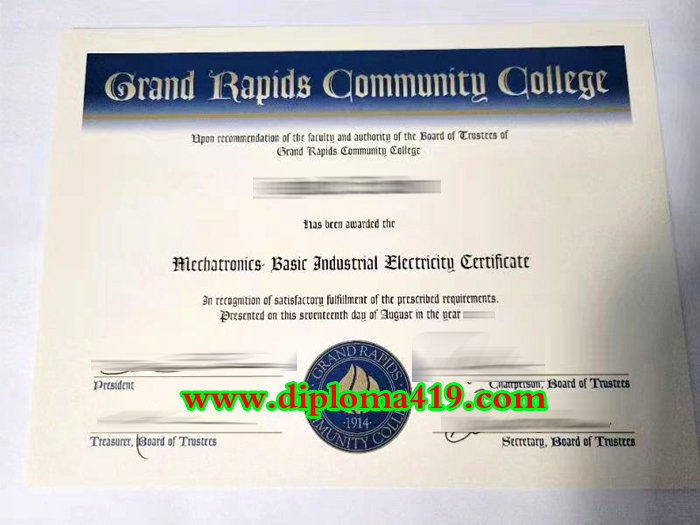 Grand Rapids Community College
Upon recommendation of the faculty and authority of the Board of Trustees of
Grand Rapids Community College
Has been awarded the
Mechatronics- Basic Industrial Electricity Certificate
In recognition of satisfactory fulfillment of the prescribed requirements.
Presented on this seventeenth day of August in the year
President
Chairperson, Board of Trustees
GRAND RAPIDS
www.diploma419.com
·1914·
COMMUNITY COLLEGE
Treasurer, Board of Trustees
Secretary, Board of Trustees